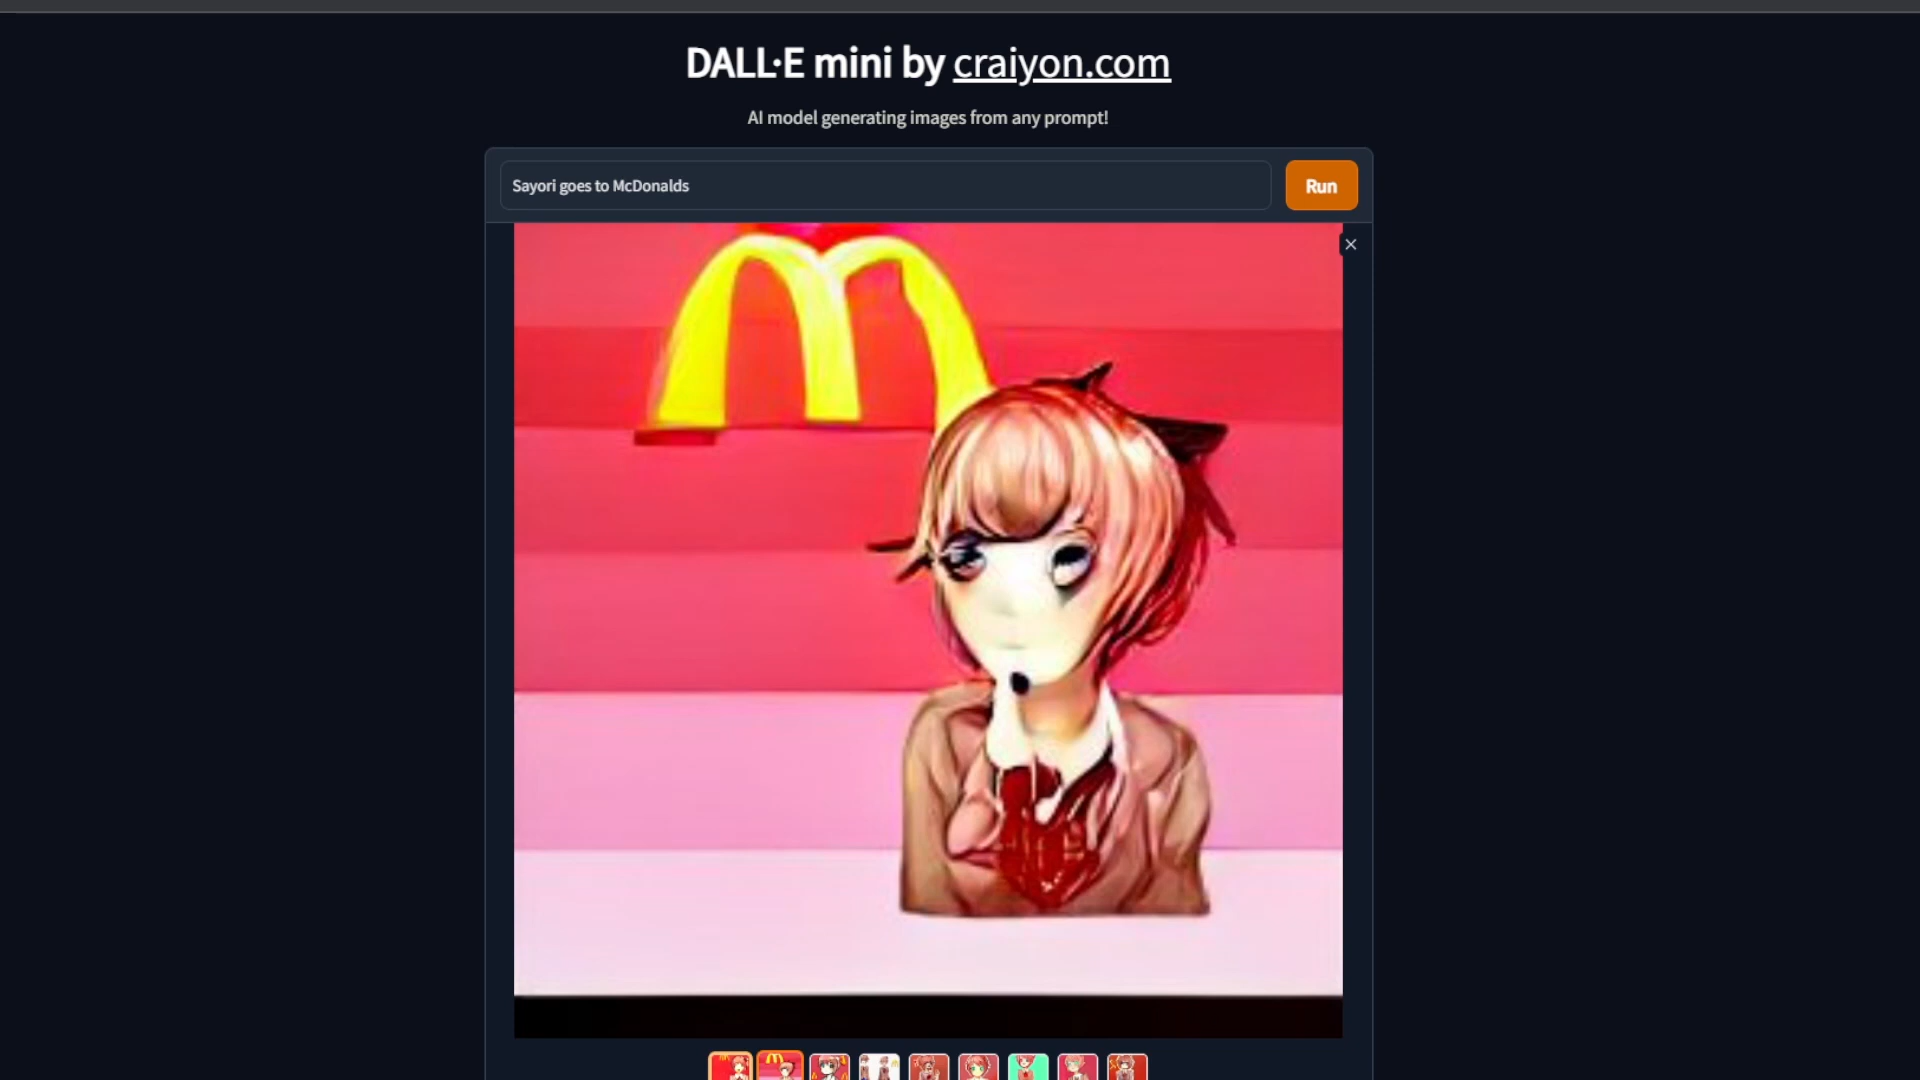 DALL·E mini by craiyon.com
AI model generating images from any prompt!
Sayori goes to McDonalds
Run